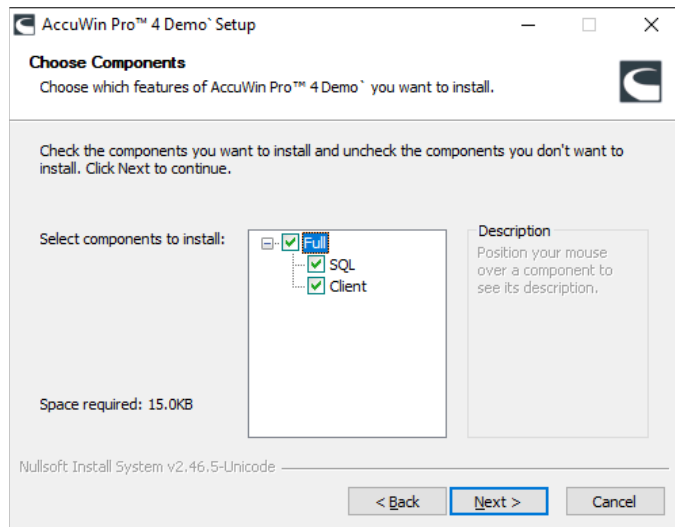 AccuWin Pro™ 4 Demo` Setup
Choose Components
Choose which features of AccuWin Pro™ 4 Demo` you want to install.
Check the components you want to install and uncheck the components you don't want to
install. Click Next to continue.
Select components to install:
Full
SQL
Client
Description
Position your mouse
over a component to
see its description.
Space required: 15.0KB
Nullsoft Install System v2.46.5-Unicode
< Back
Next >
Cancel